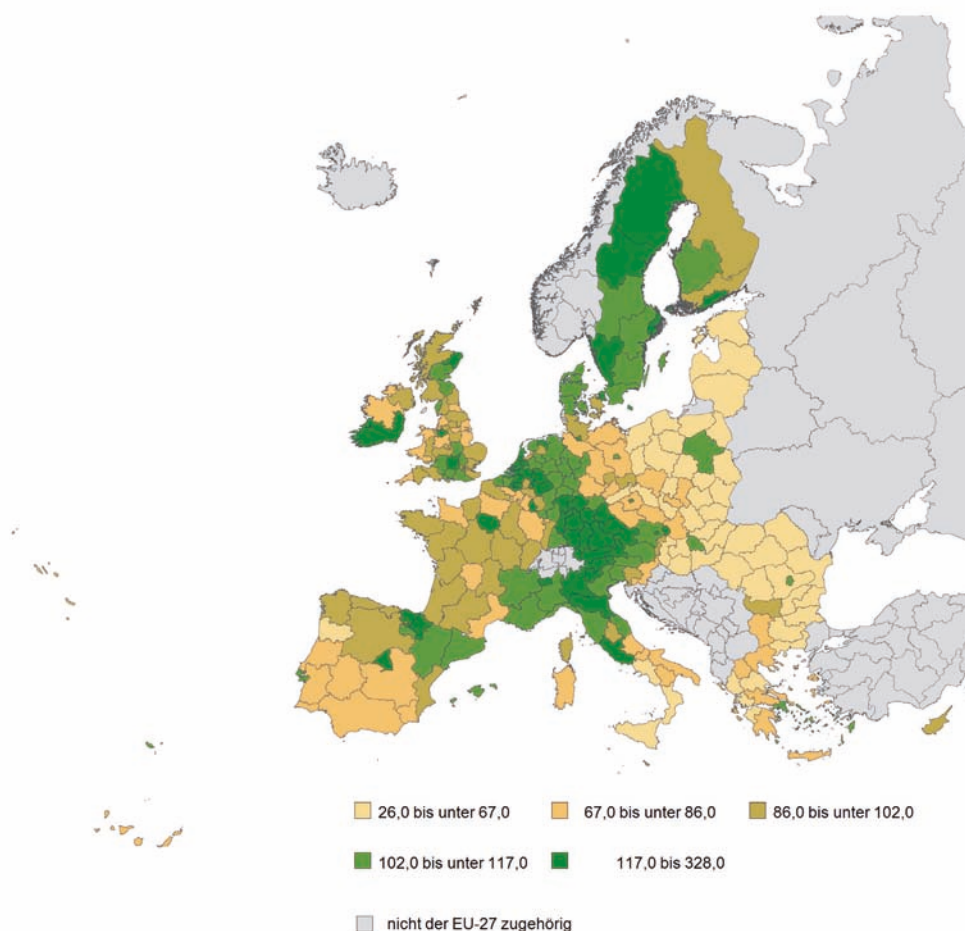 26,0 bis unter 67,0 67,0 bis unter 86,0 86,0 bis unter 102,0
102,0 bis unter 117,0 117,0 bis 328,0
nicht der EU-27 zugehörig